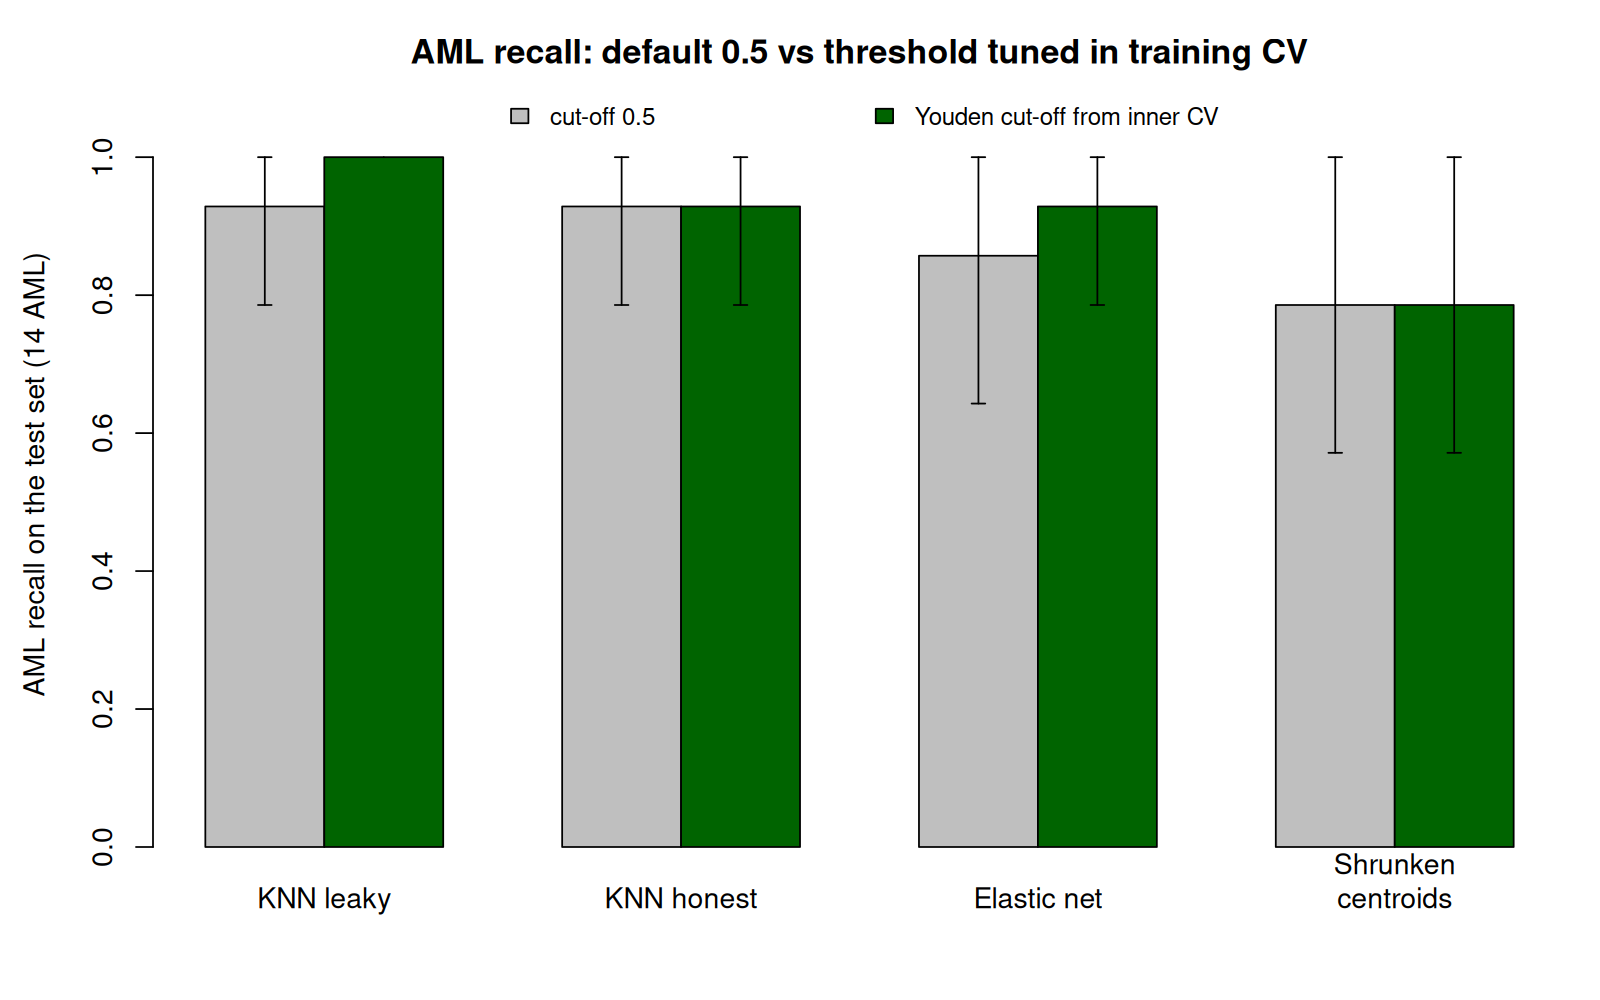 AML recall: default 0.5 vs threshold tuned in training CV
cut-off 0.5
Youden cut-off from inner CV
AML recall on the test set (14 AML)
1.0
0.8
0.6
0.4
0.2
0.0
KNN leaky
KNN honest
Elastic net
Shrunken
centroids